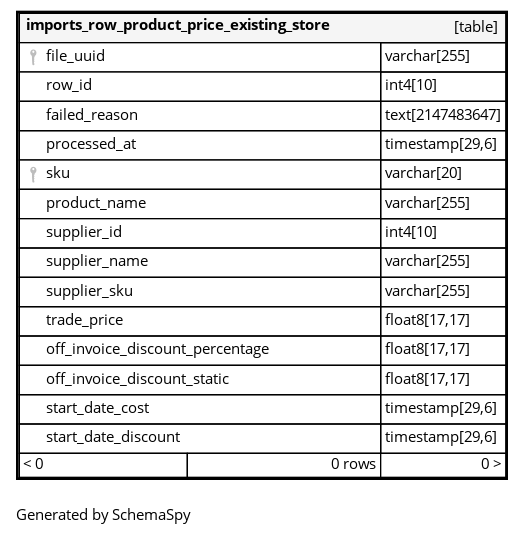 imports_row_product_price_existing_store [table]
file_uuid varchar[255]
row_id int4[10]
failed_reason text[2147483647]
processed_at timestamp[29,6]
sku varchar[20]
product_name varchar[255]
supplier_id int4[10]
supplier_name varchar[255]
supplier_sku varchar[255]
trade_price float8[17,17]
off_invoice_discount_percentage float8[17,17]
off_invoice_discount_static float8[17,17]
start_date_cost timestamp[29,6]
start_date_discount timestamp[29,6]
< 0 0 rows 0 >
Generated by SchemaSpy